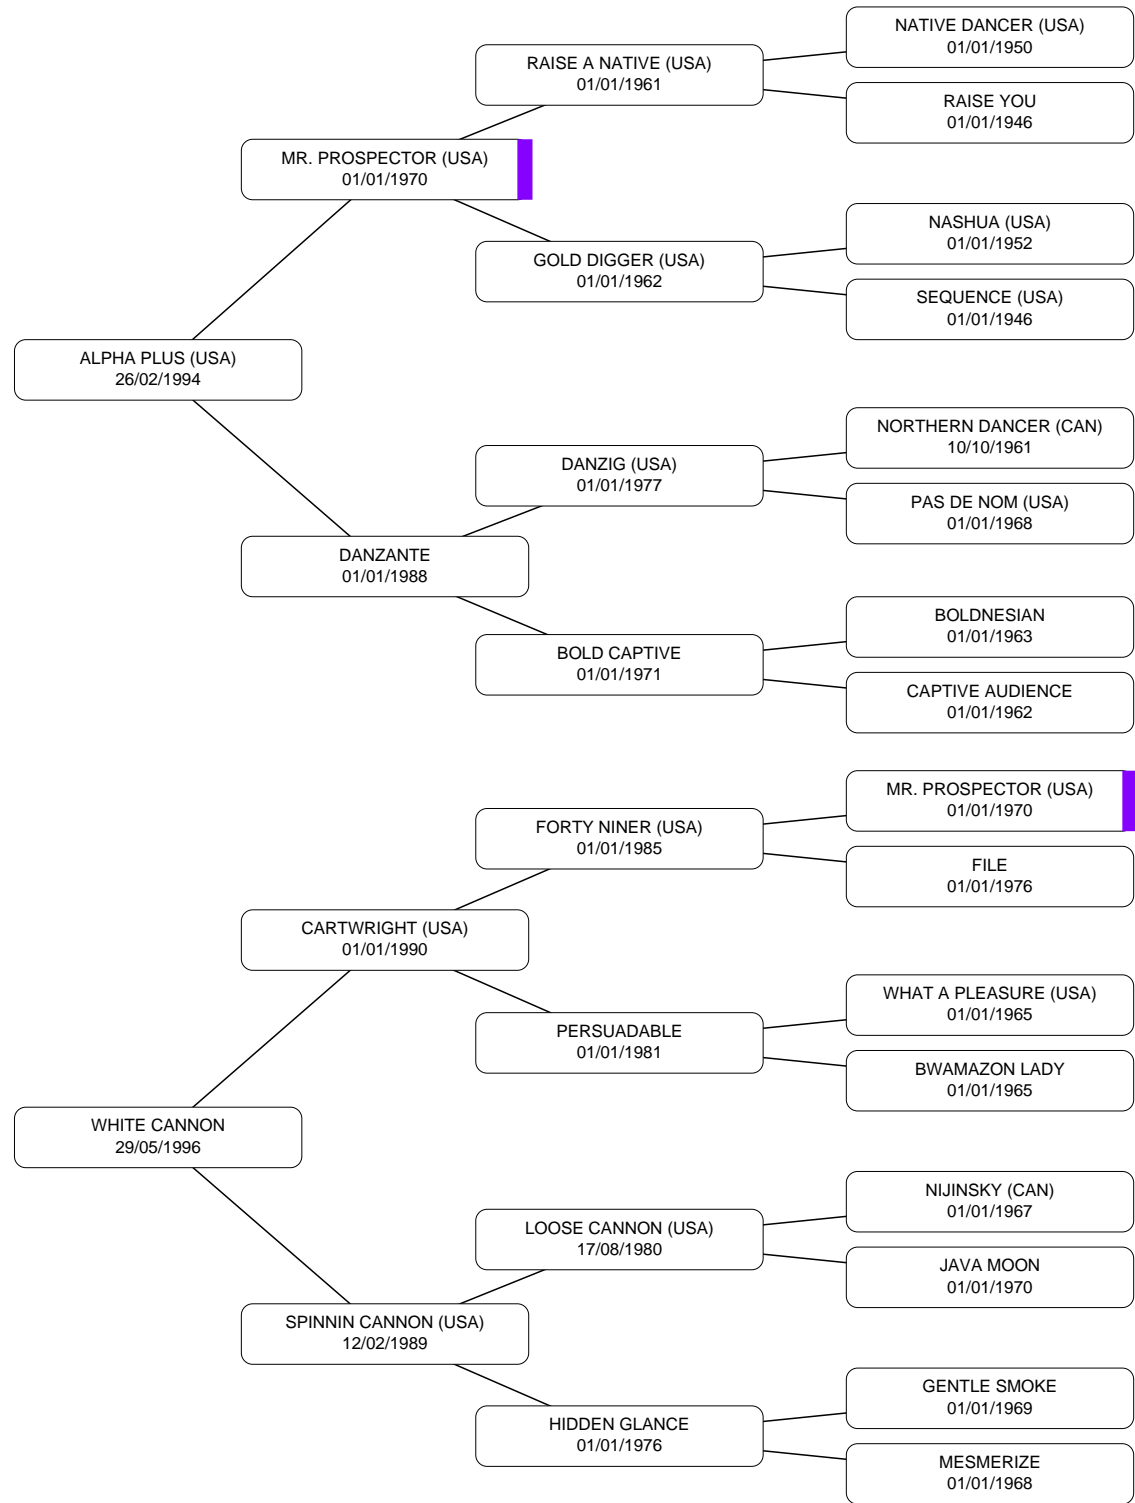 NATIVE DANCER (USA)
01/01/1950
RAISE A NATIVE (USA)
01/01/1961
RAISE YOU
01/01/1946
MR. PROSPECTOR (USA)
01/01/1970
NASHUA (USA)
01/01/1952
GOLD DIGGER (USA)
01/01/1962
SEQUENCE (USA)
01/01/1946
ALPHA PLUS (USA)
26/02/1994
NORTHERN DANCER (CAN)
10/10/1961
DANZIG (USA)
01/01/1977
PAS DE NOM (USA)
01/01/1968
DANZANTE
01/01/1988
BOLDNESIAN
01/01/1963
BOLD CAPTIVE
01/01/1971
CAPTIVE AUDIENCE
01/01/1962
MR. PROSPECTOR (USA)
01/01/1970
FORTY NINER (USA)
01/01/1985
FILE
01/01/1976
CARTWRIGHT (USA)
01/01/1990
WHAT A PLEASURE (USA)
01/01/1965
PERSUADABLE
01/01/1981
BWAMAZON LADY
01/01/1965
WHITE CANNON
29/05/1996
NIJINSKY (CAN)
01/01/1967
LOOSE CANNON (USA)
17/08/1980
JAVA MOON
01/01/1970
SPINNIN CANNON (USA)
12/02/1989
GENTLE SMOKE
01/01/1969
HIDDEN GLANCE
01/01/1976
MESMERIZE
01/01/1968